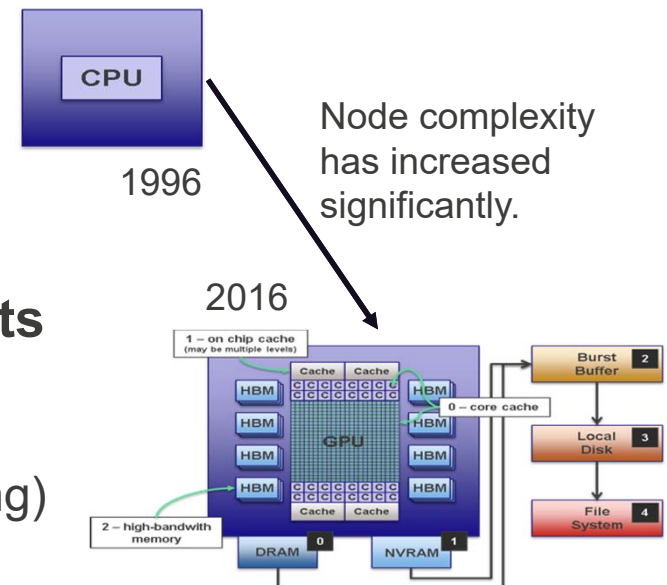 CPU
1996
Node complexity
has increased
significantly.
ts
2016
1 – on chip cache
(may be multiple levels)
Cache Cache
C C C C C C C C
C C C C C C C C
HBM HBM
HBM HBM
HBM HBM
HBM HBM
0 – core cache
GPU
C C C C C C C C
C C C C C C C C
Cache Cache
ng)
2 – high-bandwith
memory
DRAM 0
NVRAM 1
Burst
Buffer
2
Local
Disk
3
File
System
4